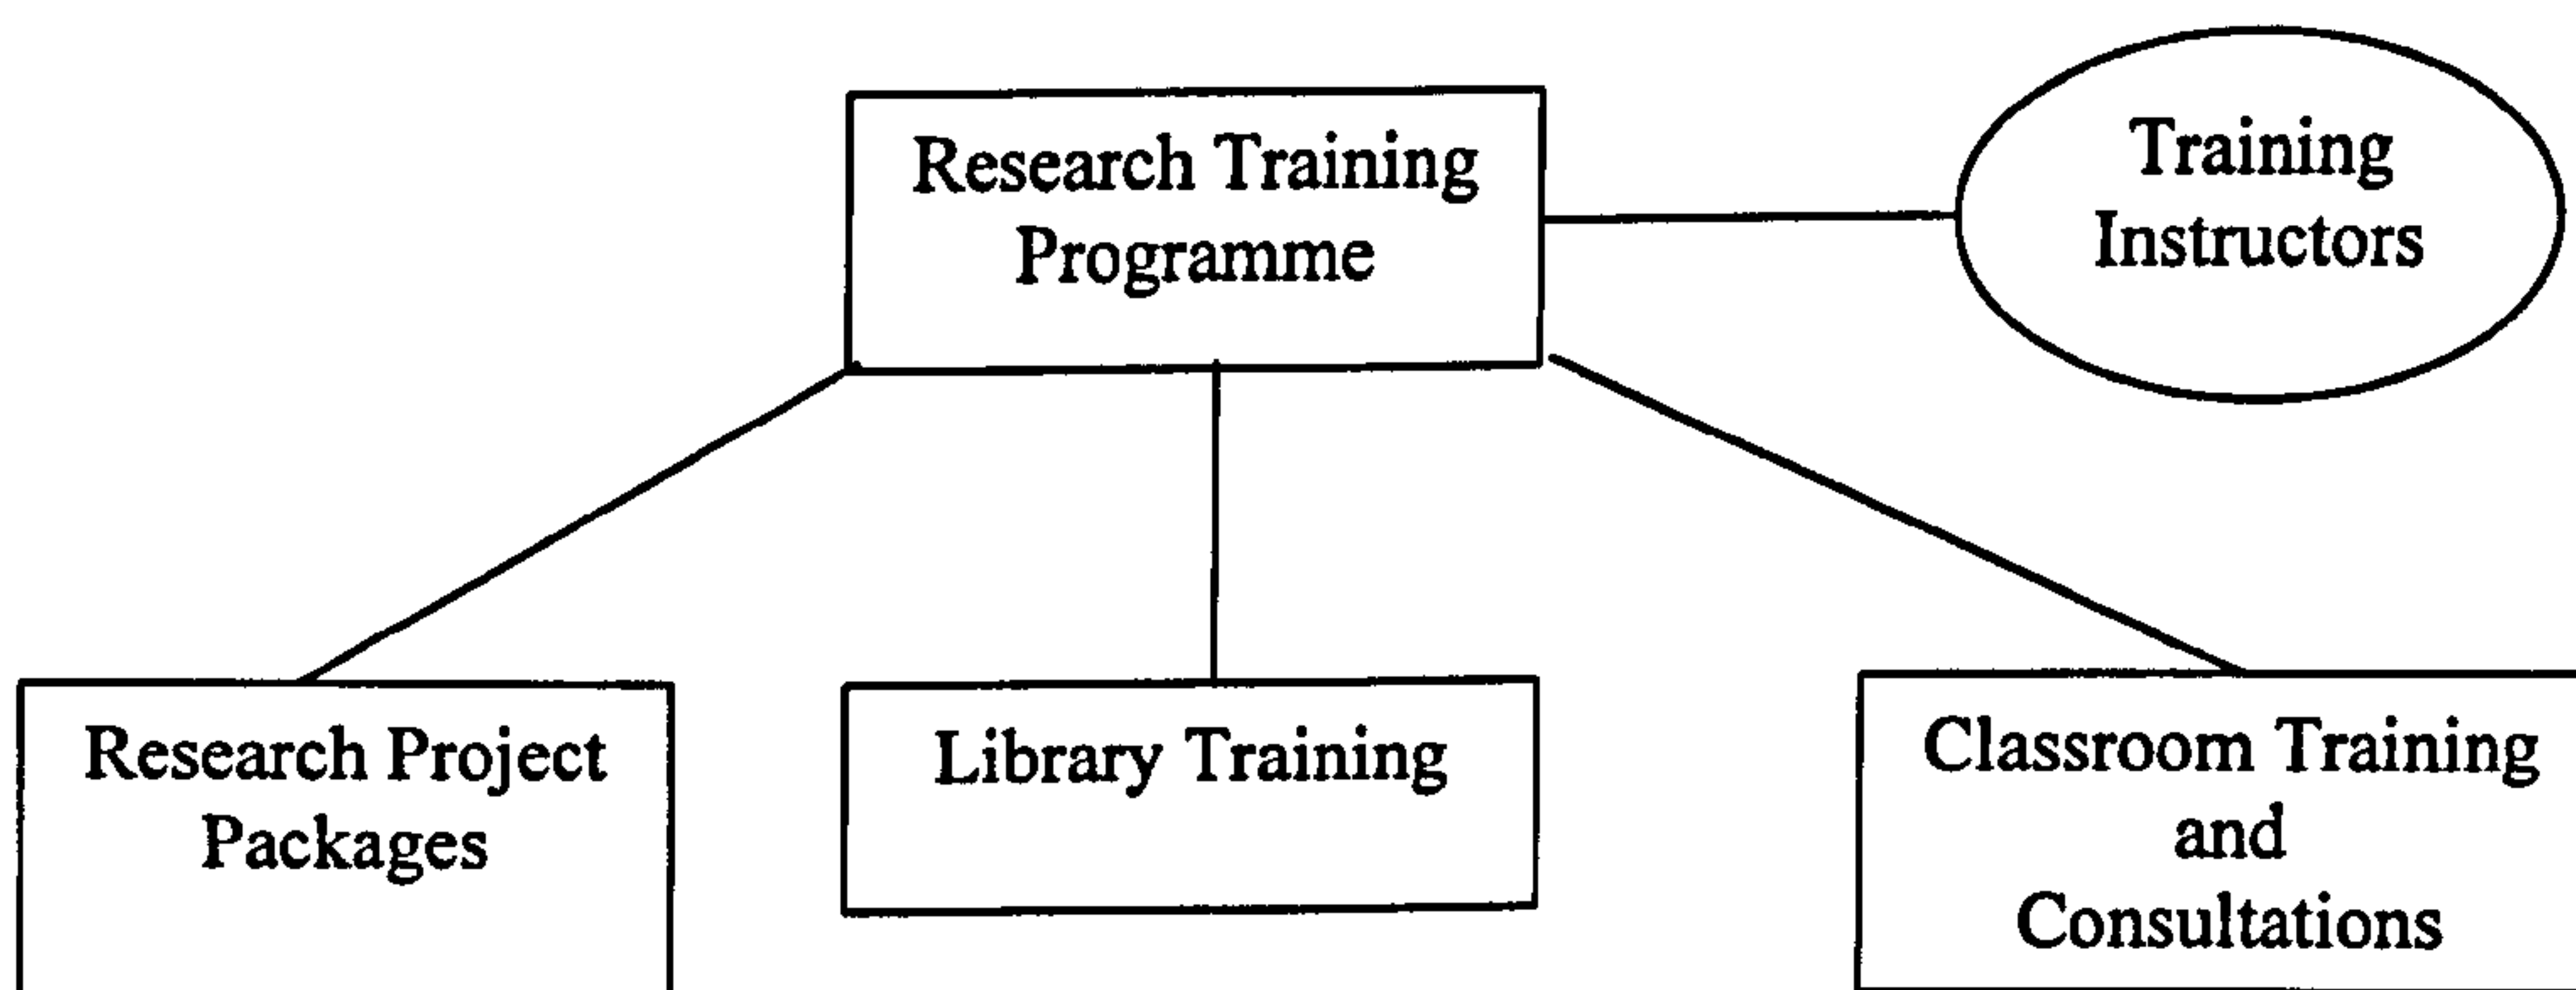 Research Training
Programme
Training
Instructors
Research Project
Packages
Library Training
Classroom Training
and
Consultations